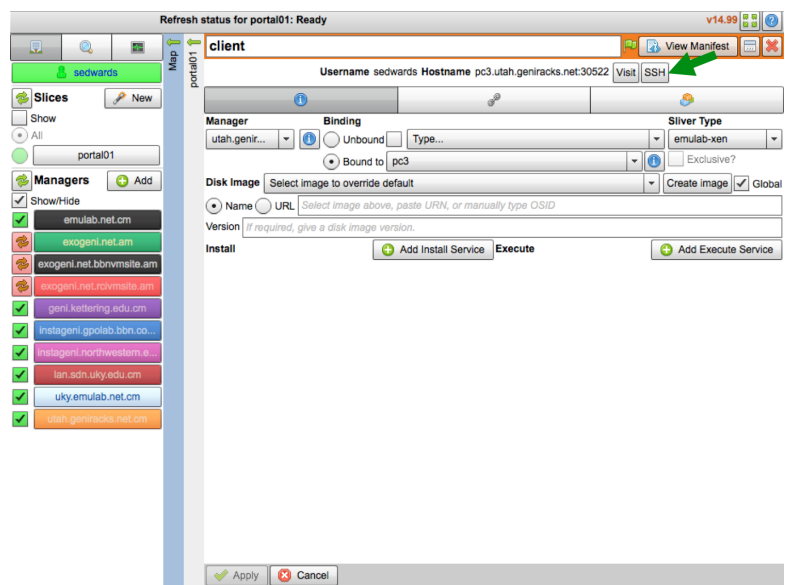 Refresh status for portal01: Ready
v14.99
sedwards
Slices
New
Show
All
portal01
Managers
Add
Show/Hide
emulab.net.cm
exogeni.net.am
exogeni.net.bbnvmsite.am
exogeni.net.rcivmsite.am
geni.kettering.edu.cm
instageni.gpolab.bbn.co...
instageni.northwestern.e...
lan.sdn.uky.edu.cm
uky.emulab.net.cm
utah.geniracks.net.cm
Map
portal01
client
View Manifest
Username sedwards Hostname pc3.utah.geniracks.net:30522 Visit SSH
Manager Binding Sliver Type
utah.genir... Unbound Type... emulab-xen
Bound to pc3 Exclusive?
Disk Image Select image to override default Create image Global
Name URL Select image above, paste URN, or manually type OSID
Version If required, give a disk image version.
Install Add Install Service Execute Add Execute Service
Apply Cancel